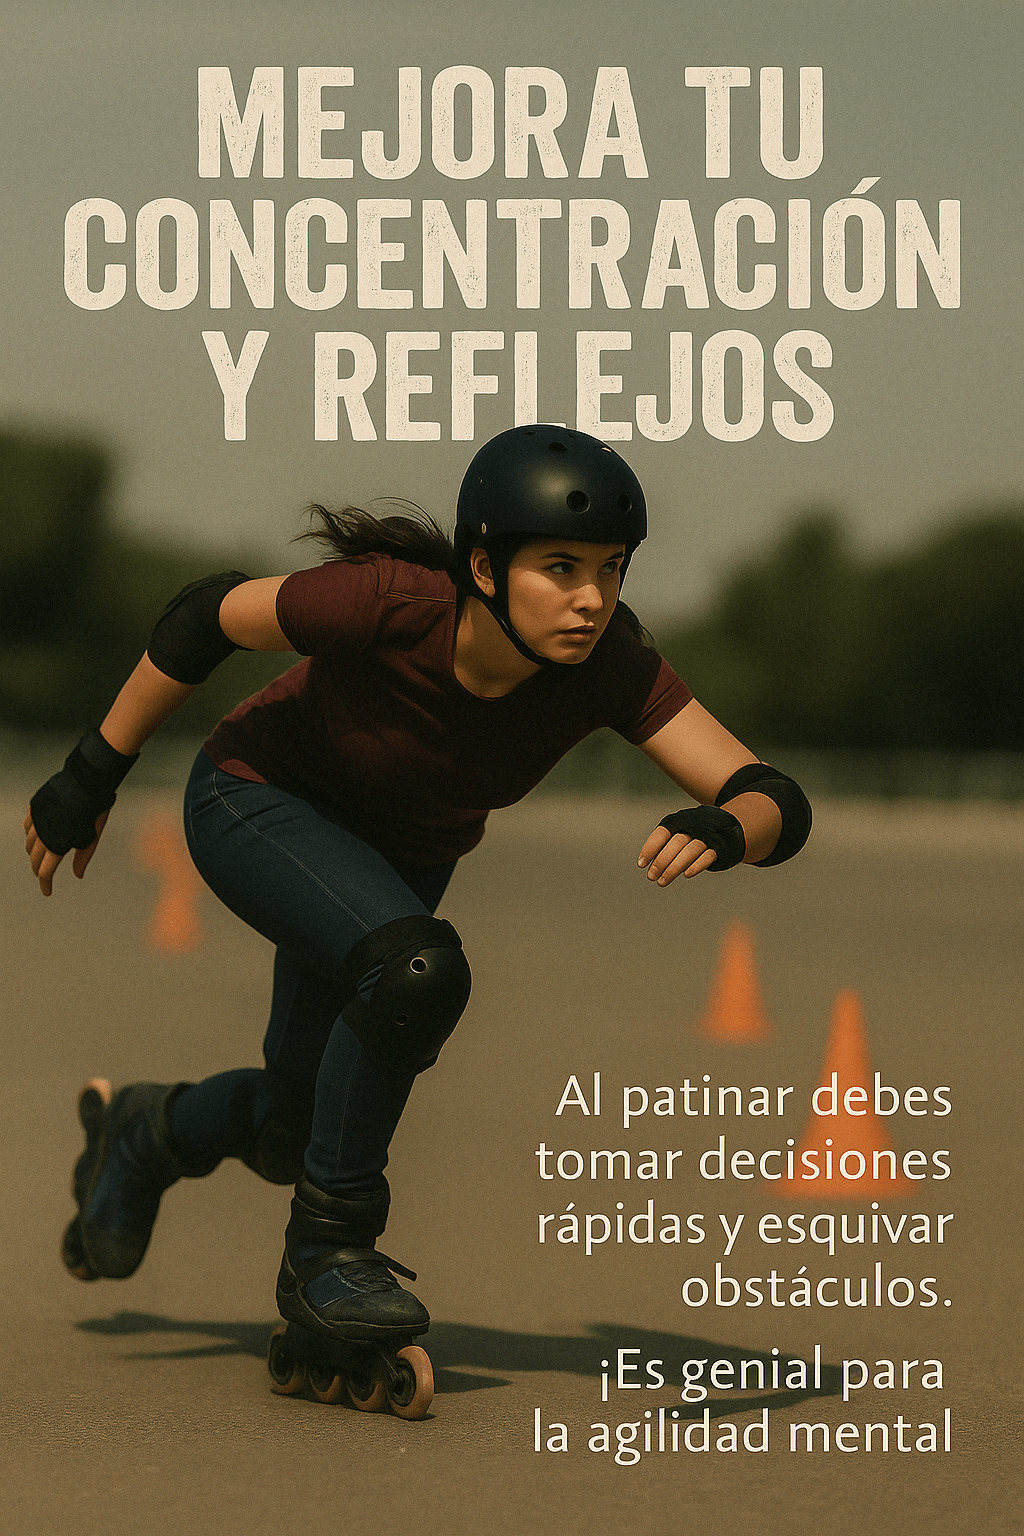 MEJORA TU
CONCENTRACIÓN
Y REFLEJOS
Al patinar debes
tomar decisiones
rápidas y esquivar
obstáculos.
¡Es genial para
la agilidad mental